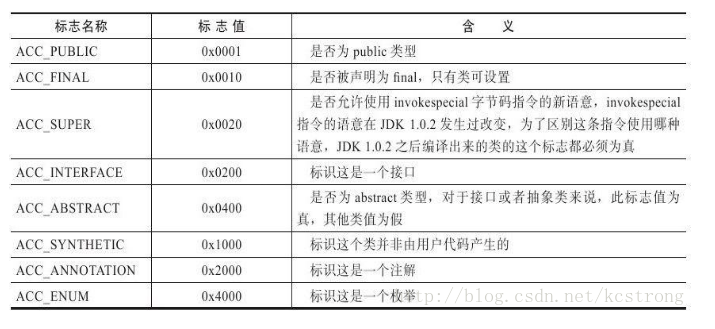 标志名称 标 志 值 含 义
ACC_PUBLIC 0x0001 是否为 public 类型
ACC_FINAL 0x0010 是否被声明为 final，只有类可设置
是否允许使用 invokespecial 字节码指令的新语意，invokespecial
ACC_SUPER 0x0020 指令的语意在 JDK 1.0.2 发生过改变，为了区别这条指令使用哪种
语意，JDK 1.0.2 之后编译出来的类的这个标志都必须为真
ACC_INTERFACE 0x0200 标识这是一个接口
是否为 abstract 类型，对于接口或者抽象类来说，此标志值为
ACC_ABSTRACT 0x0400 真，其他类值为假
ACC_SYNTHETIC 0x1000 标识这个类并非由用户代码产生的
ACC_ANNOTATION 0x2000 标识这是一个注解
ACC_ENUM 0x4000 标识这是一个枚举
http://blog.csdn.net/kcstrong